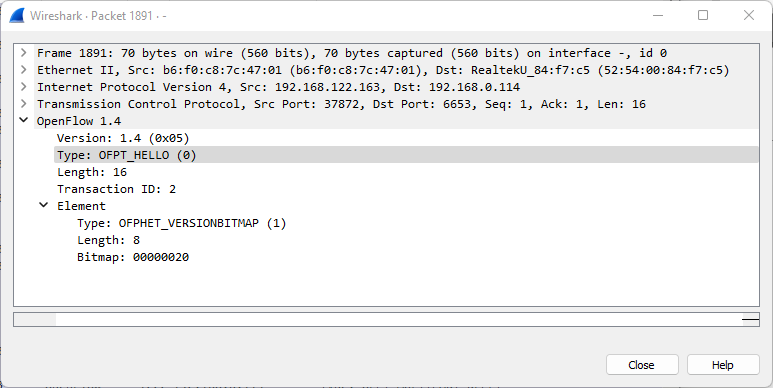 Wireshark · Packet 1891 · -
Frame 1891: 70 bytes on wire (560 bits), 70 bytes captured (560 bits) on interface -, id 0
Ethernet II, Src: b6:f0:c8:7c:47:01 (b6:f0:c8:7c:47:01), Dst: RealtekU_84:f7:c5 (52:54:00:84:f7:c5)
Internet Protocol Version 4, Src: 192.168.122.163, Dst: 192.168.0.114
Transmission Control Protocol, Src Port: 37872, Dst Port: 6653, Seq: 1, Ack: 1, Len: 16
OpenFlow 1.4
Version: 1.4 (0x05)
Type: OFPT_HELLO (0)
Length: 16
Transaction ID: 2
Element
Type: OFPHET_VERSIONBITMAP (1)
Length: 8
Bitmap: 00000020
Close
Help